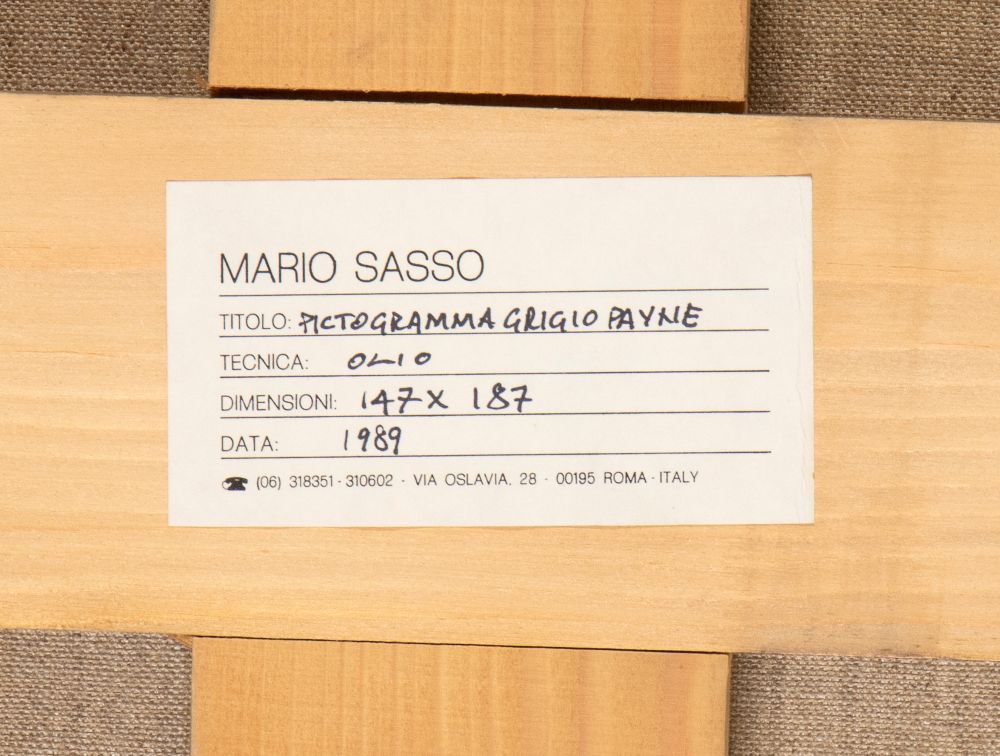 MARIO SASSO
TITOLO: PICTOGRAMMA GRIGIO PAYNE
TECNICA: OLIO
DIMENSIONI: 147 X 187
DATA: 1989
☎ (06) 318351 - 310602 · VIA OSLAVIA, 28 · 00195 ROMA · ITALY